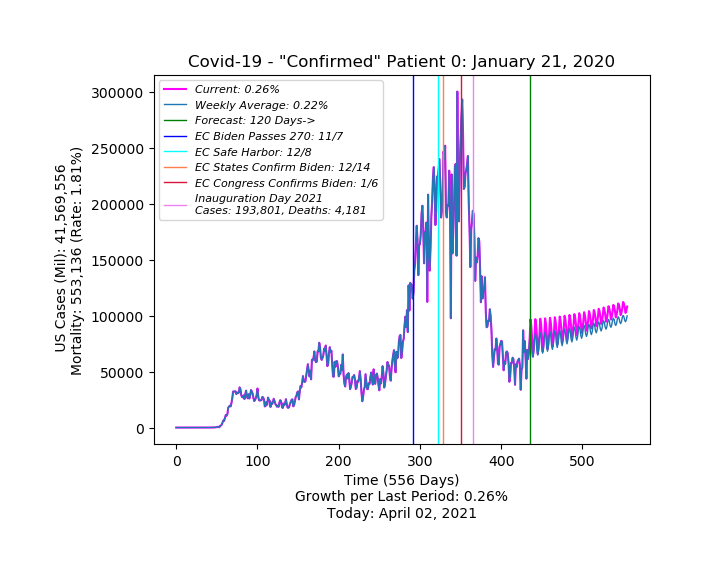 Covid-19 - "Confirmed" Patient 0: January 21, 2020
Current: 0.26%
Weekly Average: 0.22%
Forecast: 120 Days->
EC Biden Passes 270: 11/7
EC Safe Harbor: 12/8
EC States Confirm Biden: 12/14
EC Congress Confirms Biden: 1/6
Inauguration Day 2021
Cases: 193,801, Deaths: 4,181
US Cases (Mil): 41,569,556
Mortality: 553,136 (Rate: 1.81%)
300000
250000
200000
150000
100000
50000
0
0 100 200 300 400 500
Time (556 Days)
Growth per Last Period: 0.26%
Today: April 02, 2021